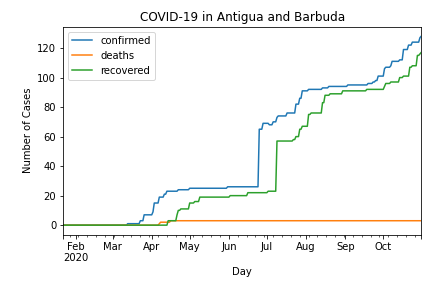 COVID-19 in Antigua and Barbuda
confirmed
deaths
recovered
Number of Cases
120
100
80
60
40
20
0
Feb Mar Apr May Jun Jul Aug Sep Oct
2020
Day